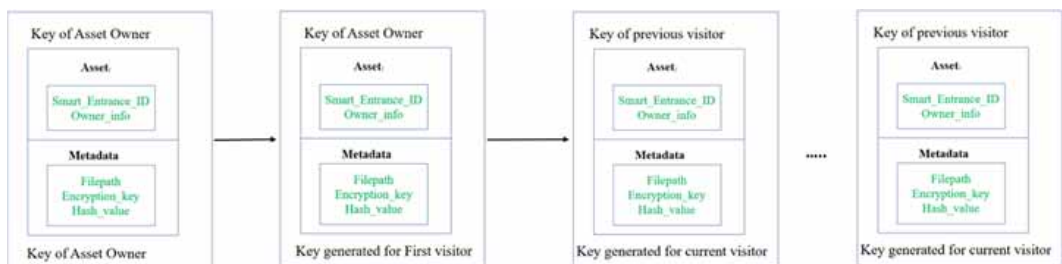 Key of Asset Owner
Asset
Smart_Entrance_ID
Owner_info
Metadata
Filepath
Encryption_key
Hash_value
Key of Asset Owner
Key of Asset Owner
Asset
Smart_Entrance_ID
Owner_info
Metadata
Filepath
Encryption_key
Hash_value
Key generated for First visitor
Key of previous visitor
Asset
Smart_Entrance_ID
Owner_info
Metadata
Filepath
Encryption_key
Hash_value
Key generated for current visitor
.....
Key of previous visitor
Asset
Smart_Entrance_ID
Owner_info
Metadata
Filepath
Encryption_key
Hash_value
Key generated for current visitor